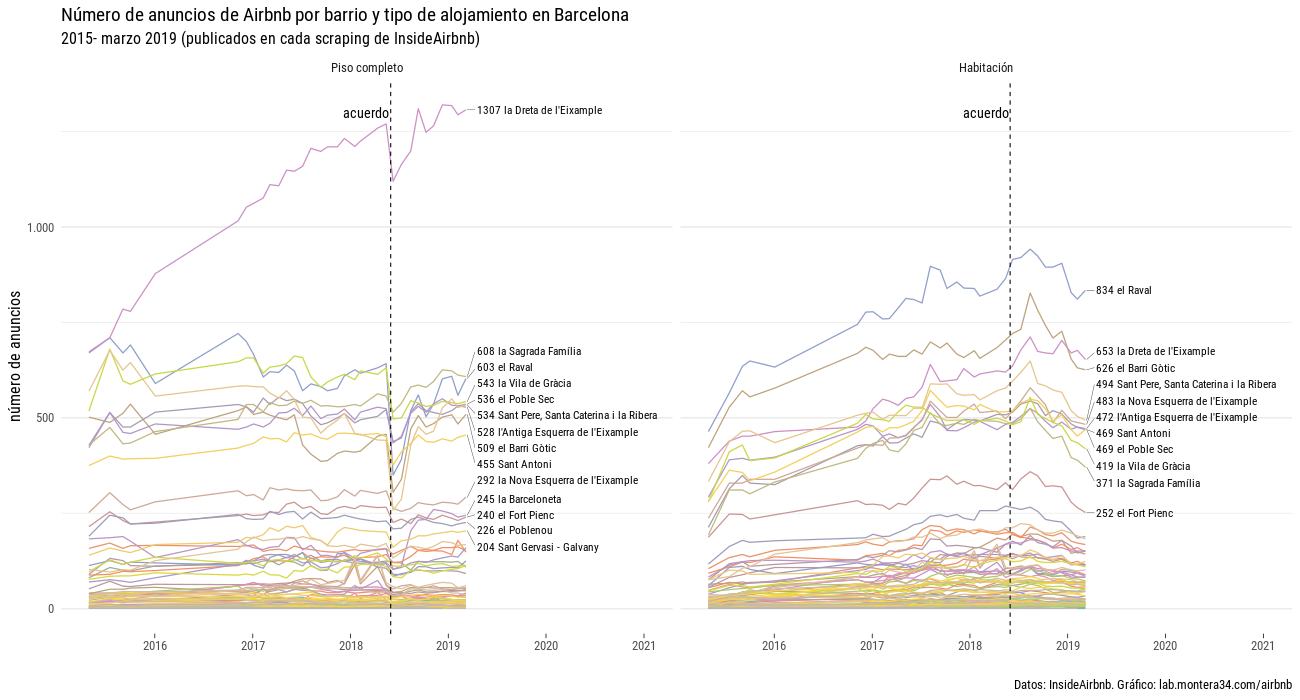 Número de anuncios de Airbnb por barrio y tipo de alojamiento en Barcelona
2015- marzo 2019 (publicados en cada scraping de InsideAirbnb)
Piso completo
Habitación
acuerdo
acuerdo
número de anuncios
1.000
500
0
1307 la Dreta de l'Eixample
608 la Sagrada Família
603 el Raval
543 la Vila de Gràcia
536 el Poble Sec
534 Sant Pere, Santa Caterina i la Ribera
528 l'Antiga Esquerra de l'Eixample
509 el Barri Gòtic
455 Sant Antoni
292 la Nova Esquerra de l'Eixample
245 la Barceloneta
240 el Fort Pienc
226 el Poblenou
204 Sant Gervasi - Galvany
834 el Raval
653 la Dreta de l'Eixample
626 el Barri Gòtic
494 Sant Pere, Santa Caterina i la Ribera
483 la Nova Esquerra de l'Eixample
472 l'Antiga Esquerra de l'Eixample
469 Sant Antoni
469 el Poble Sec
419 la Vila de Gràcia
371 la Sagrada Família
252 el Fort Pienc
2016 2017 2018 2019 2020 2021
2016 2017 2018 2019 2020 2021
Datos: InsideAirbnb. Gráfico: lab.montera34.com/airbnb